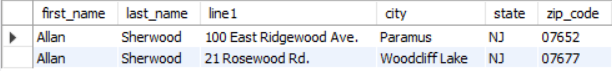 first_name last_name line1 city state zip_code
Allan Sherwood 100 East Ridgewood Ave. Paramus NJ 07652
Allan Sherwood 21 Rosewood Rd. Woodcliff Lake NJ 07677